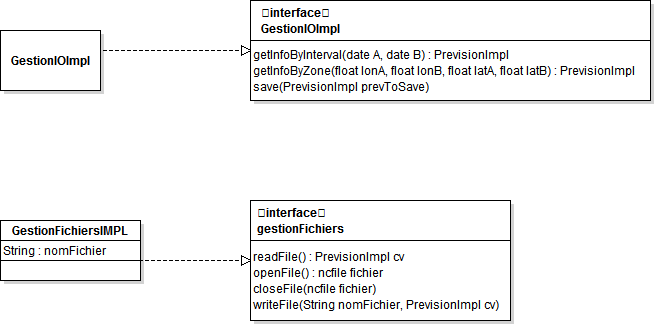 GestionIOImpl
interface
GestionIOImpl
getInfoByInterval(date A, date B) : PrevisionImpl
getInfoByZone(float lonA, float lonB, float latA, float latB) : PrevisionImpl
save(PrevisionImpl prevToSave)
GestionFichiersIMPL
String : nomFichier
interface
gestionFichiers
readFile() : PrevisionImpl cv
openFile() : ncfile fichier
closeFile(ncfile fichier)
writeFile(String nomFichier, PrevisionImpl cv)